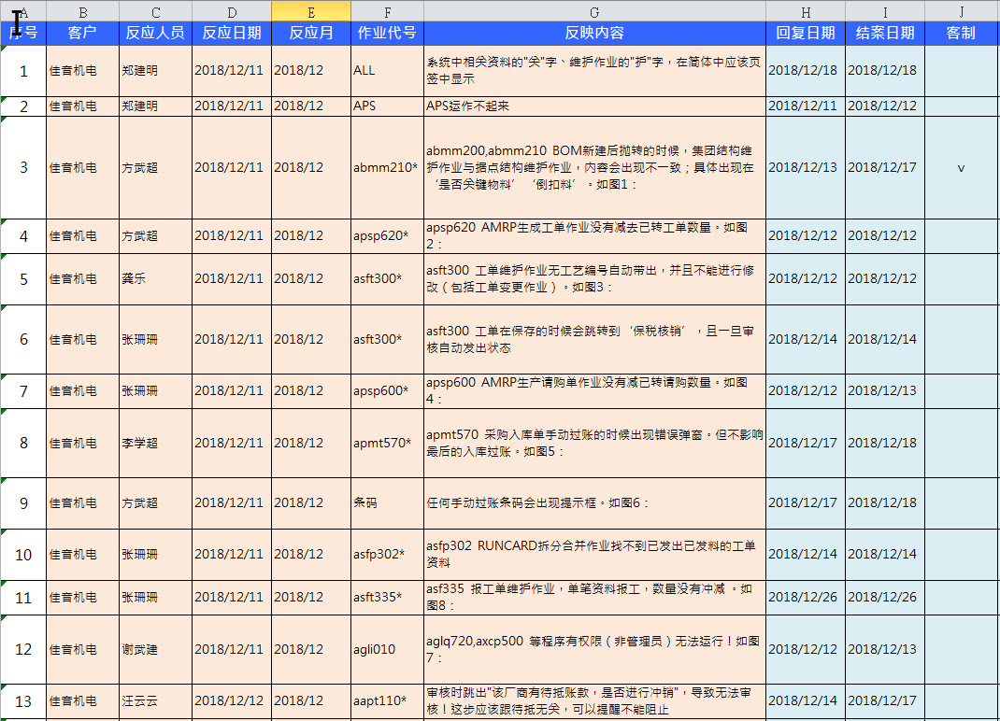 A B C D E F G H I J
序号 客户 反应人员 反应日期 反应月 作业代号 反映内容 回复日期 结案日期 客制
1 佳音机电 郑建明 2018/12/11 2018/12 ALL 系统中相关资料的"关"字、维护作业的"护"字，在简体中应该页
签中显示 2018/12/18 2018/12/18
2 佳音机电 郑建明 2018/12/11 2018/12 APS APS运作不起来 2018/12/11 2018/12/12
3 佳音机电 方武超 2018/12/11 2018/12 abmm210* abmm200,abmm210 BOM新建后抛转的时候，集团结构维
护作业与据点结构维护作业，内容会出现不一致；具体出现在
‘是否关键物料’ ‘倒扣料’。如图1： 2018/12/13 2018/12/17 v
4 佳音机电 方武超 2018/12/11 2018/12 apsp620* apsp620 AMRP生成工单作业没有减去已转工单数量。如图
2： 2018/12/12 2018/12/12
5 佳音机电 龚乐 2018/12/11 2018/12 asft300* asft300 工单维护作业无工艺编号自动带出，并且不能进行修
改（包括工单变更作业）。如图3： 2018/12/12 2018/12/12
6 佳音机电 张珊珊 2018/12/11 2018/12 asft300* asft300 工单在保存的时候会跳转到‘保税核销’，且一旦审
核自动发出状态 2018/12/14 2018/12/14
7 佳音机电 张珊珊 2018/12/11 2018/12 apsp600* apsp600 AMRP生产请购单作业没有减已转请购数量。如图
4： 2018/12/12 2018/12/13
8 佳音机电 李学超 2018/12/11 2018/12 apmt570* apmt570 采购入库单手动过账的时候出现错误弹窗。但不影响
最后的入库过账。如图5： 2018/12/17 2018/12/18
9 佳音机电 方武超 2018/12/11 2018/12 条码 任何手动过账条码会出现提示框。如图6： 2018/12/17 2018/12/18
10 佳音机电 张珊珊 2018/12/11 2018/12 asfp302* asfp302 RUNCARD拆分合并作业找不到已发出已发料的工单
资料 2018/12/14 2018/12/14
11 佳音机电 张珊珊 2018/12/11 2018/12 asft335* asf335 报工单维护作业，单笔资料报工，数量没有冲减 。如
图8： 2018/12/26 2018/12/26
12 佳音机电 谢武建 2018/12/11 2018/12 agli010 aglq720,axcp500 等程序有权限（非管理员）无法运行！如图
7： 2018/12/12 2018/12/13
13 佳音机电 汪云云 2018/12/12 2018/12 aapt110* 审核时跳出"该厂商有待抵账款，是否进行冲销"，导致无法审
核！这步应该跟待抵无关，可以提醒不能阻止 2018/12/14 2018/12/17